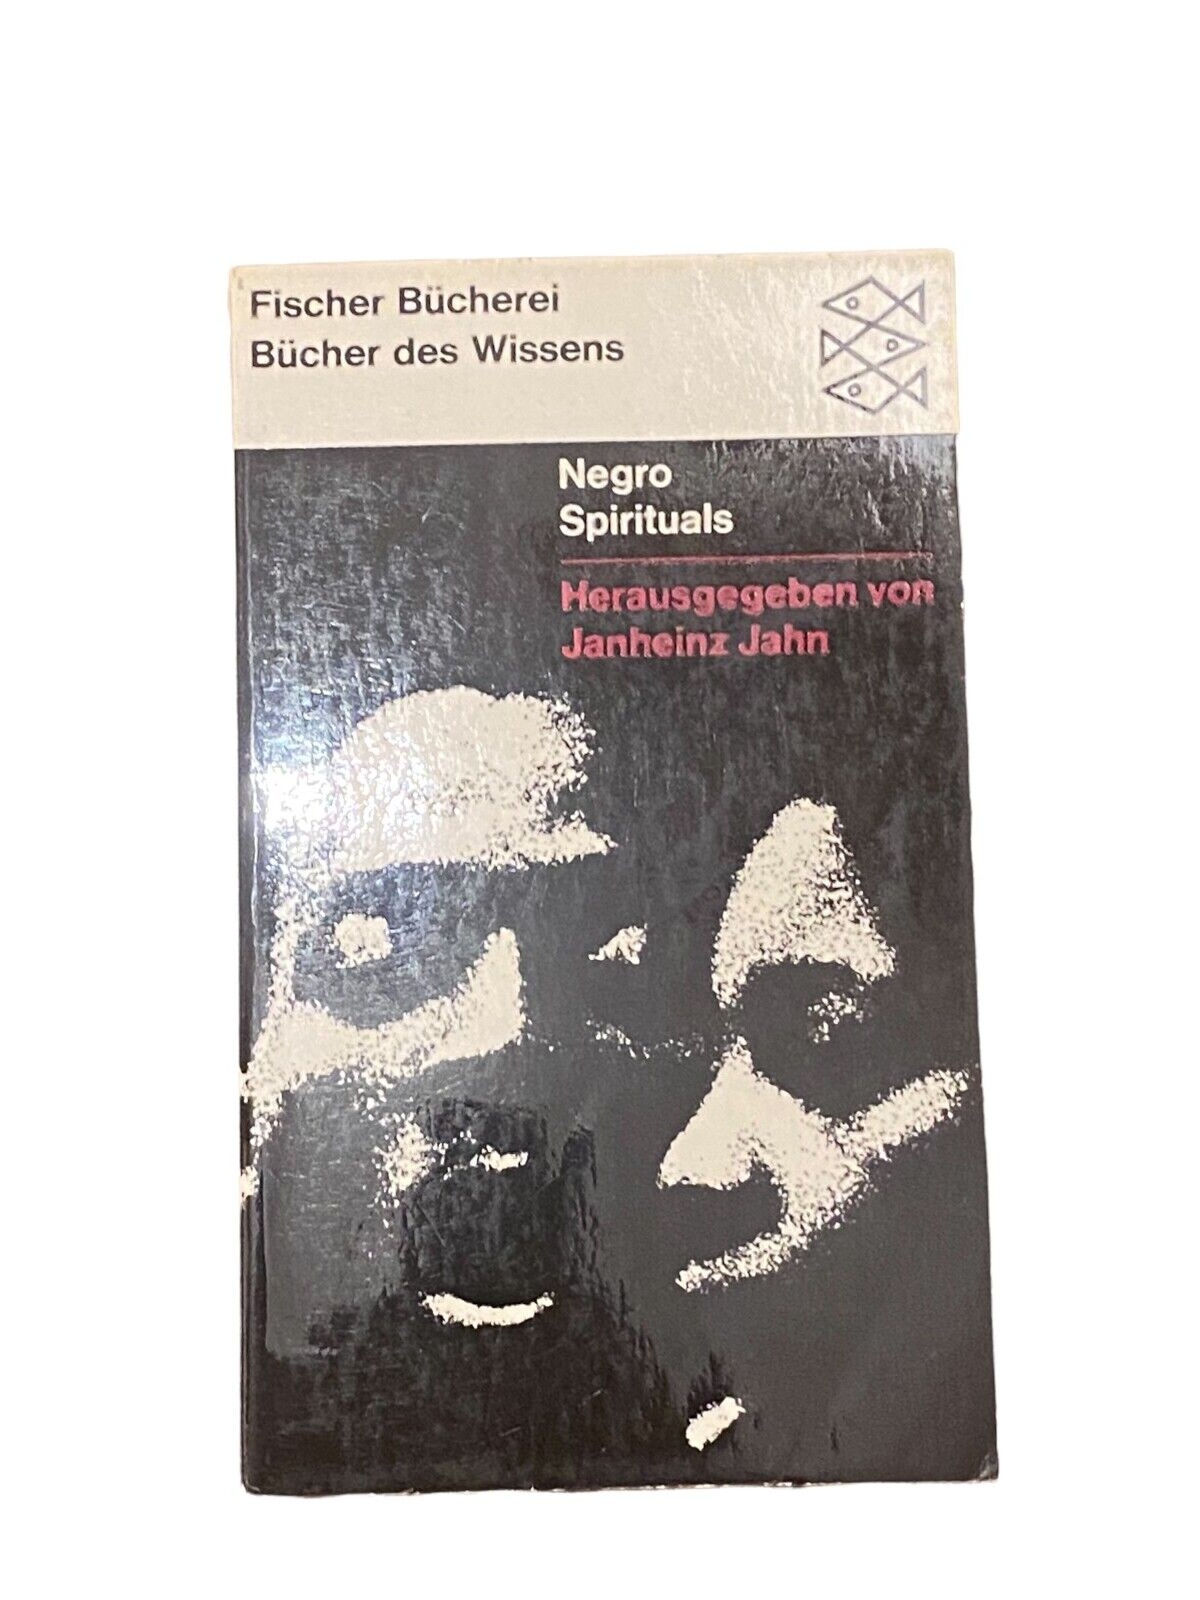 Fischer Bücherei
Bücher des Wissens
Negro
Spirituals
Herausgegeben von
Janheinz Jahn